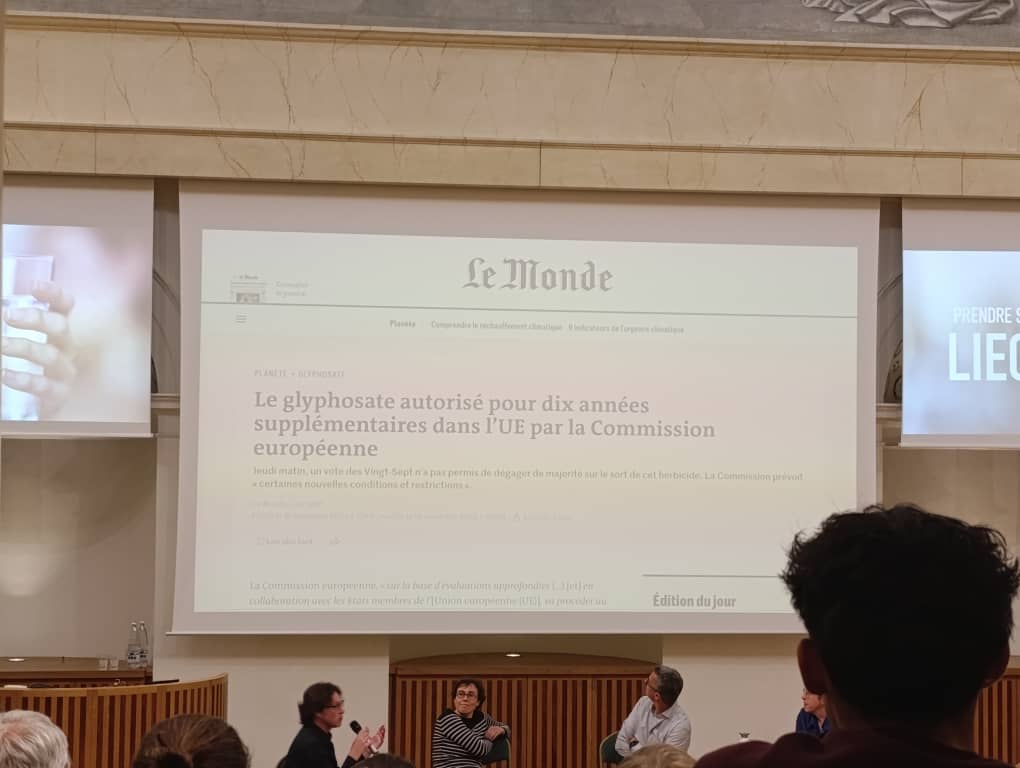 Le Monde
Planète Comprendre le réchauffement climatique 9 indicateurs de l'urgence climatique
PLANÈTE • GLYPHOSATE
Le glyphosate autorisé pour dix années
supplémentaires dans l'UE par la Commission
européenne
Jeudi matin, un vote des Vingt-Sept n'a pas permis de dégager de majorité sur le sort de cet herbicide. La Commission prévoit
« certaines nouvelles conditions et restrictions ».
La Commission européenne, « sur la base d'évaluations approfondies (…) [et] en
collaboration avec les Etats membres de l'[Union européenne (UE)], va procéder au
Édition du jour
PRENDRE S
LIEG